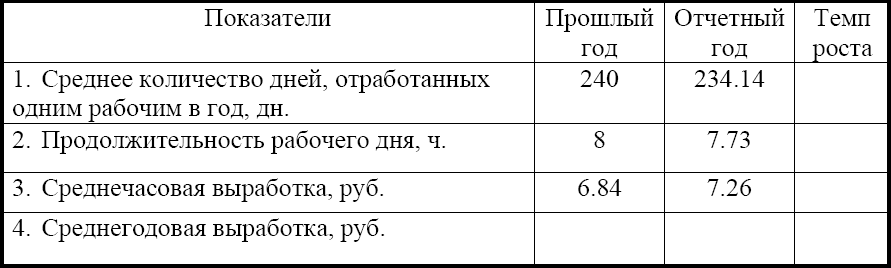 Показатели Прошлый год Отчетный год Темп роста
1. Среднее количество дней, отработанных 240 234.14
одним рабочим в год, дн.
2. Продолжительность рабочего дня, ч. 8 7.73
3. Среднечасовая выработка, руб. 6.84 7.26
4. Среднегодовая выработка, руб.